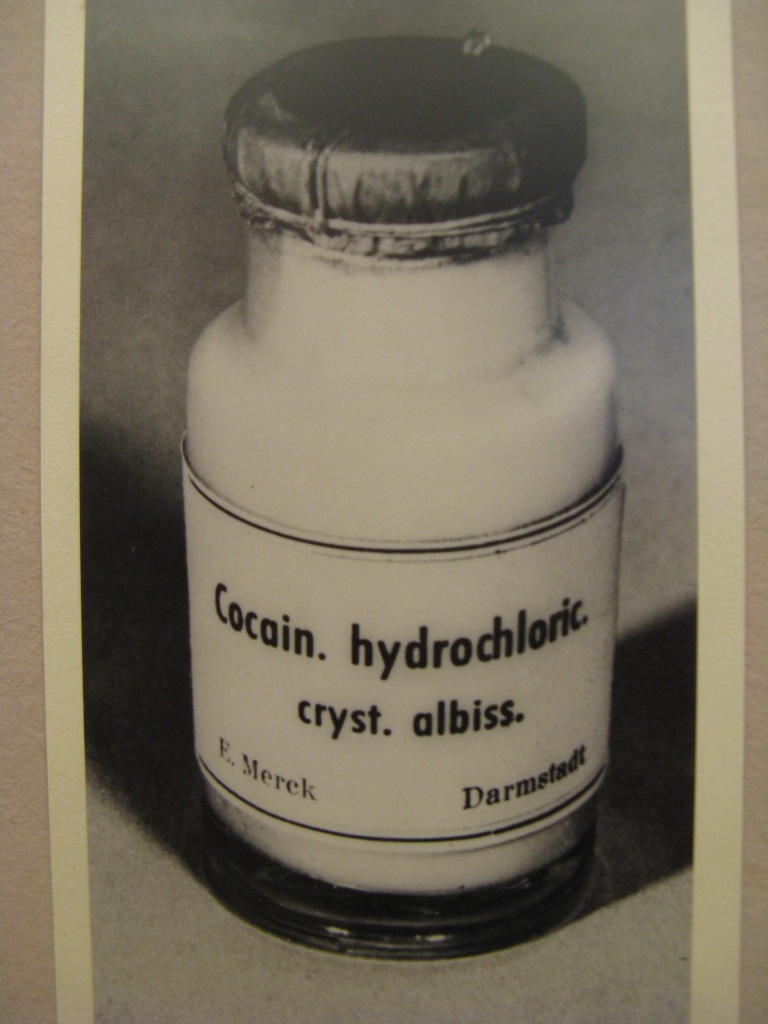 Cocain. hydrochloric.
cryst. albiss.
E. Merck Darmstadt